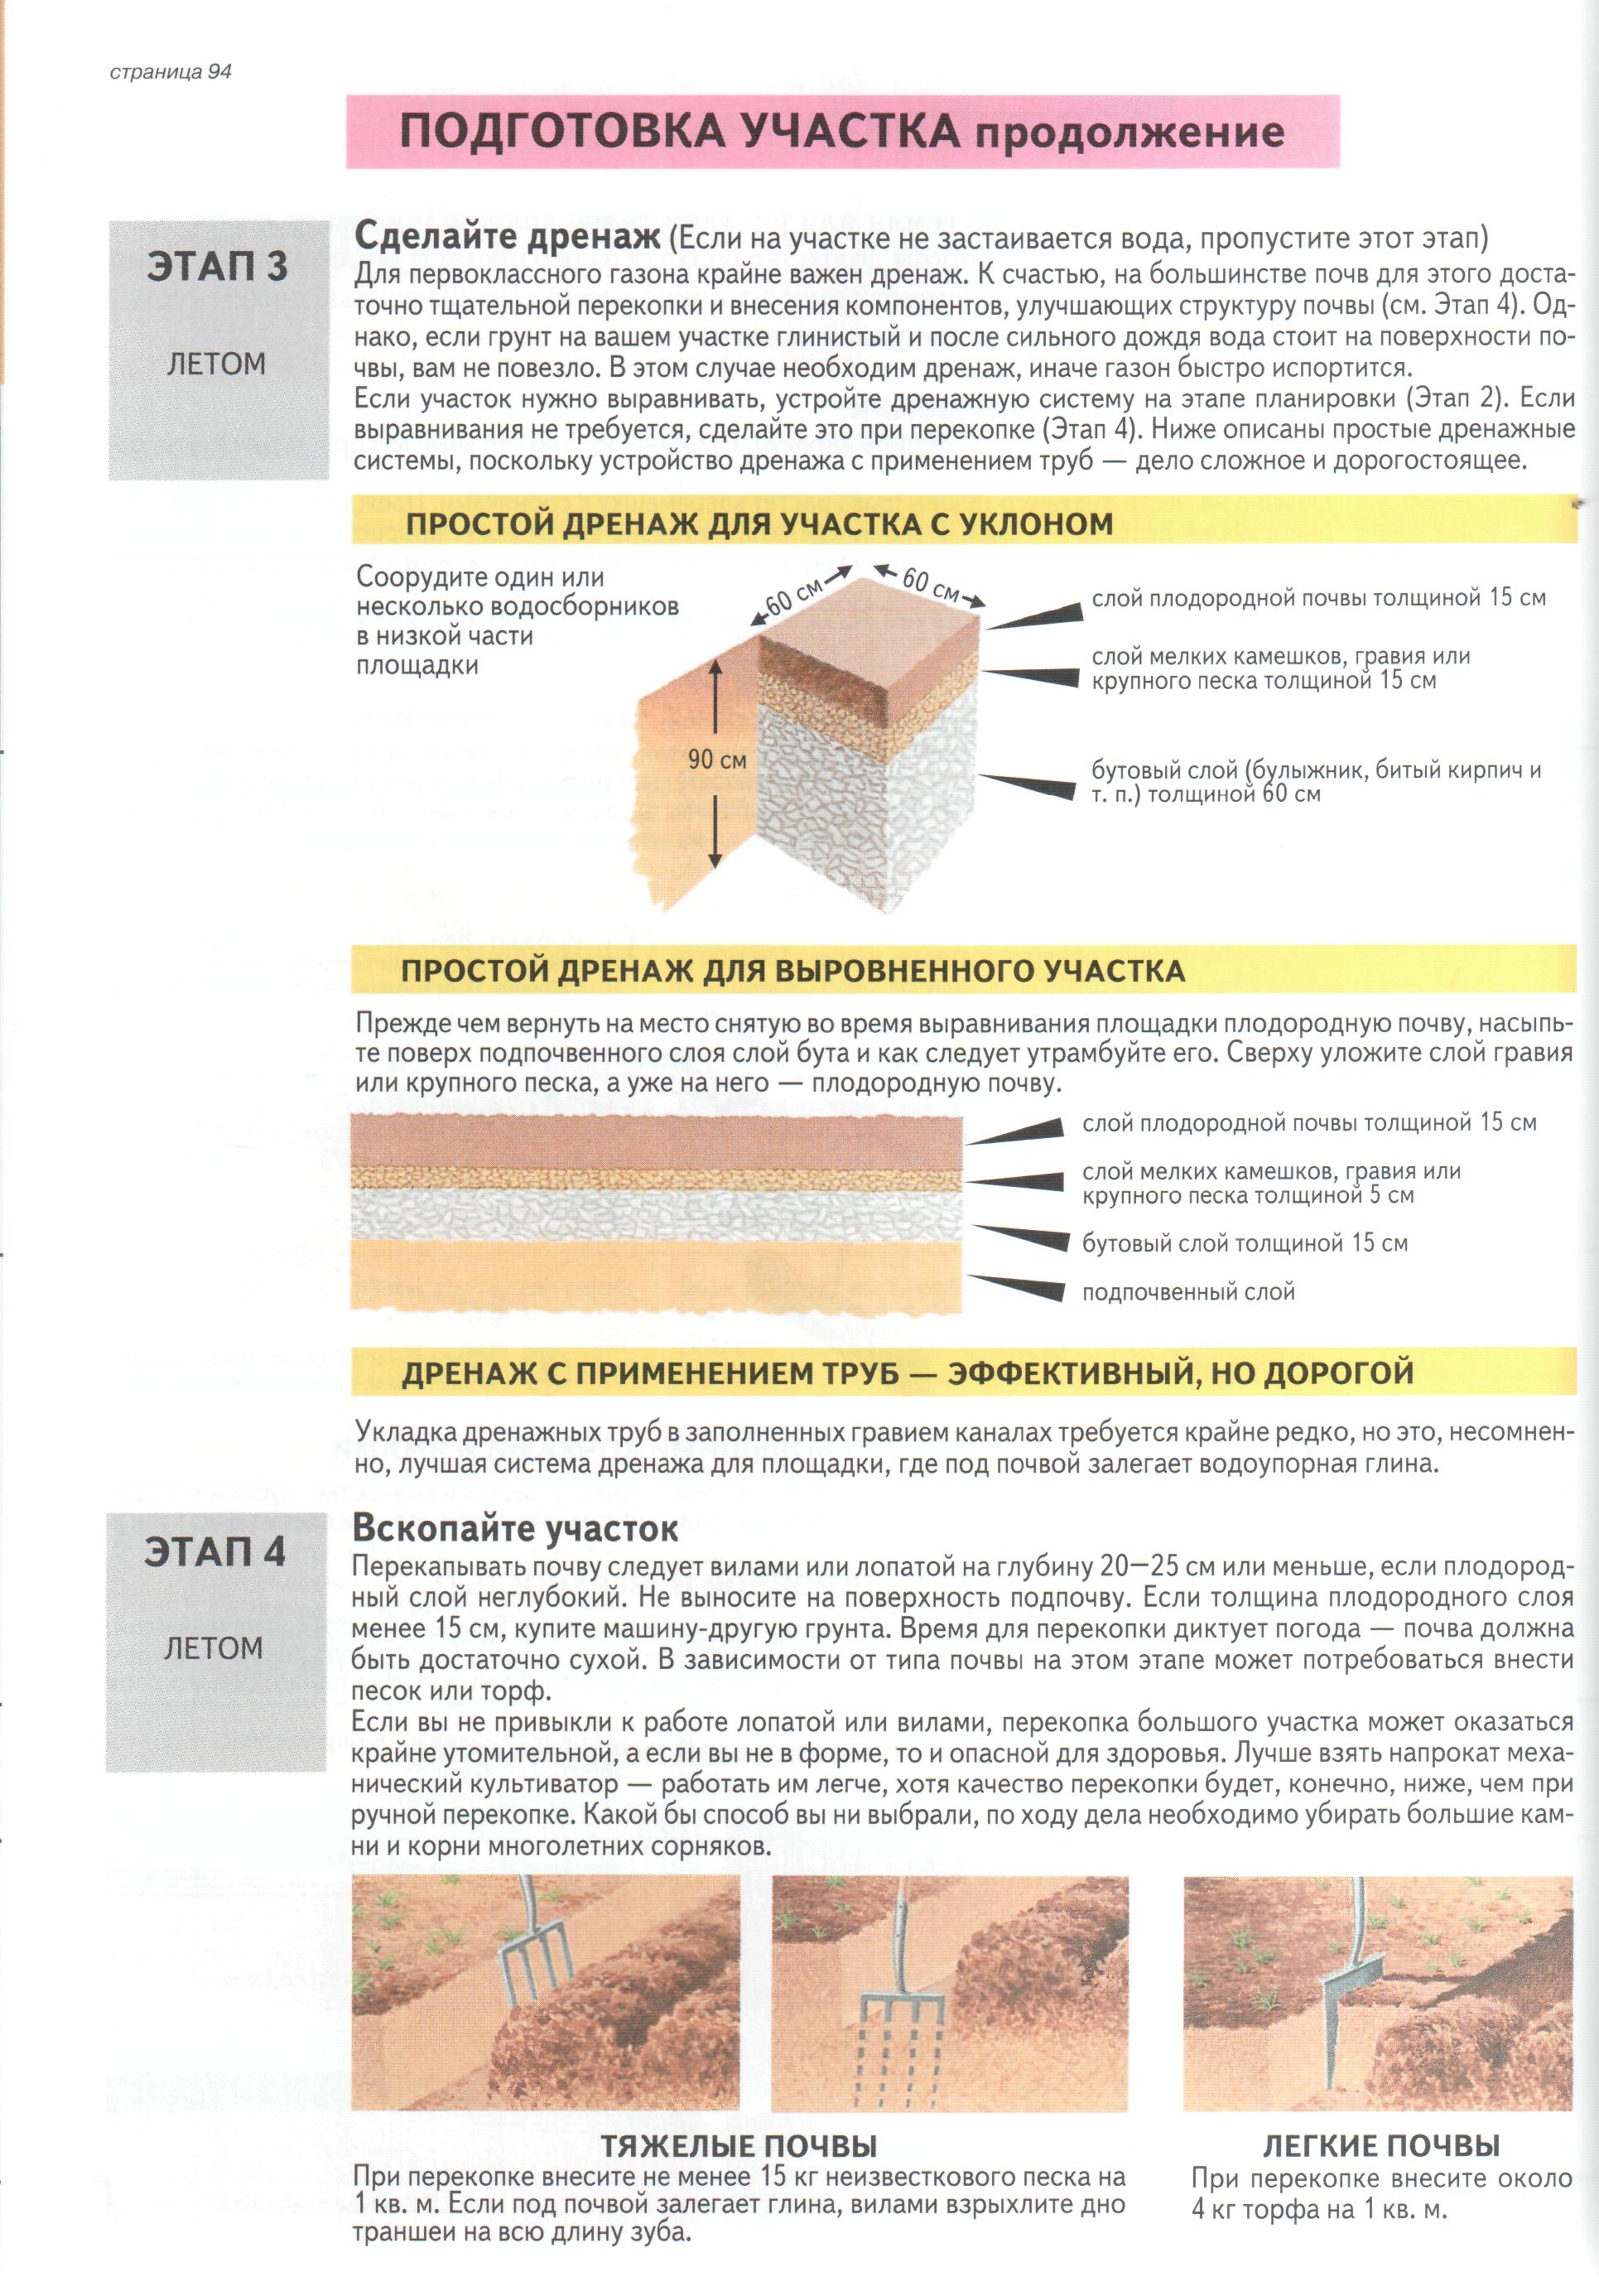 страница 94
ПОДГОТОВКА УЧАСТКА продолжение
ЭТАП 3
ЛЕТОМ
Сделайте дренаж (Если на участке не застаивается вода, пропустите этот этап)
Для первоклассного газона крайне важен дренаж. К счастью, на большинстве почв для этого доста-
точно тщательной перекопки и внесения компонентов, улучшающих структуру почвы (см. Этап 4). Од-
нако, если грунт на вашем участке глинистый и после сильного дождя вода стоит на поверхности по-
чвы, вам не повезло. В этом случае необходим дренаж, иначе газон быстро испортится.
Если участок нужно выравнивать, устройте дренажную систему на этапе планировки (Этап 2). Если
выравнивания не требуется, сделайте это при перекопке (Этап 4). Ниже описаны простые дренажные
системы, поскольку устройство дренажа с применением труб — дело сложное и дорогостоящее.
ПРОСТОЙ ДРЕНАЖ ДЛЯ УЧАСТКА С УКЛОНОМ
Соорудите один или
несколько водосборников
в низкой части
площадки
60 см
60 см
90 см
слой плодородной почвы толщиной 15 см
слой мелких камешков, гравия или
крупного песка толщиной 15 см
бутовый слой (булыжник, битый кирпич и
т. п.) толщиной 60 см
ПРОСТОЙ ДРЕНАЖ ДЛЯ ВЫРОВНЕННОГО УЧАСТКА
Прежде чем вернуть на место снятую во время выравнивания площадки плодородную почву, насыпь-
те поверх подпочвенного слоя слой бута и как следует утрамбуйте его. Сверху уложите слой гравия
или крупного песка, а уже на него — плодородную почву.
слой плодородной почвы толщиной 15 см
слой мелких камешков, гравия или
крупного песка толщиной 5 см
бутовый слой толщиной 15 см
подпочвенный слой
ДРЕНАЖ С ПРИМЕНЕНИЕМ ТРУБ — ЭФФЕКТИВНЫЙ, НО ДОРОГОЙ
Укладка дренажных труб в заполненных гравием каналах требуется крайне редко, но это, несомнен-
но, лучшая система дренажа для площадки, где под почвой залегает водоупорная глина.
ЭТАП 4
ЛЕТОМ
Вскопайте участок
Перекапывать почву следует вилами или лопатой на глубину 20—25 см или меньше, если плодород-
ный слой неглубокий. Не выносите на поверхность подпочву. Если толщина плодородного слоя
менее 15 см, купите машину-другую грунта. Время для перекопки диктует погода — почва должна
быть достаточно сухой. В зависимости от типа почвы на этом этапе может потребоваться внести
песок или торф.
Если вы не привыкли к работе лопатой или вилами, перекопка большого участка может оказаться
крайне утомительной, а если вы не в форме, то и опасной для здоровья. Лучше взять напрокат меха-
нический культиватор — работать им легче, хотя качество перекопки будет, конечно, ниже, чем при
ручной перекопке. Какой бы способ вы ни выбрали, по ходу дела необходимо убирать большие кам-
ни и корни многолетних сорняков.
ТЯЖЕЛЫЕ ПОЧВЫ
При перекопке внесите не менее 15 кг неизвесткового песка на
1 кв. м. Если под почвой залегает глина, вилами взрыхлите дно
траншеи на всю длину зуба.
ЛЕГКИЕ ПОЧВЫ
При перекопке внесите около
4 кг торфа на 1 кв. м.